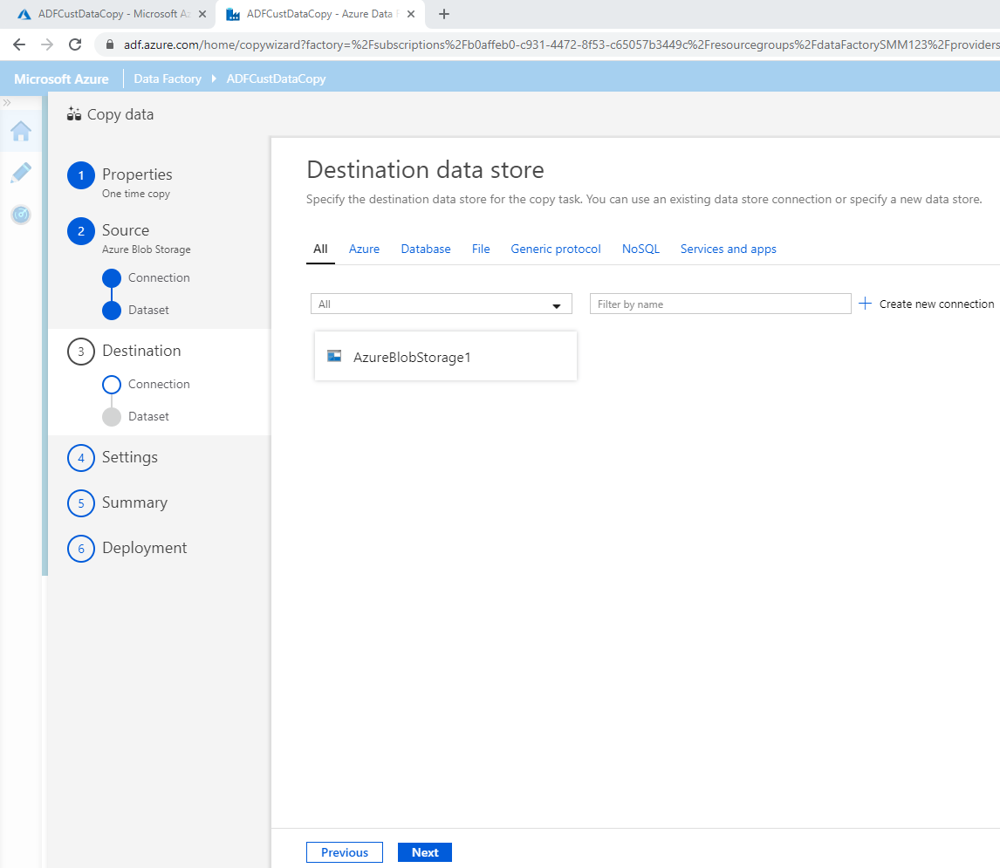 ADFCustDataCopy - Microsoft Az
ADFCustDataCopy - Azure Data F
adf.azure.com/home/copywizard?factory=%2Fsubscriptions%2Fb0affeb0-c931-4472-8f53-c65057b3449c%2Fresourcegroups%2FdataFactorySMM123%2Fproviders
Microsoft Azure
Data Factory
ADFCustDataCopy
Copy data
1
Properties
One time copy
2
Source
Azure Blob Storage
Connection
Dataset
3
Destination
Connection
Dataset
4
Settings
5
Summary
6
Deployment
Destination data store
Specify the destination data store for the copy task. You can use an existing data store connection or specify a new data store.
All Azure Database File Generic protocol NoSQL Services and apps
All
Filter by name
Create new connection
AzureBlobStorage1
Previous
Next